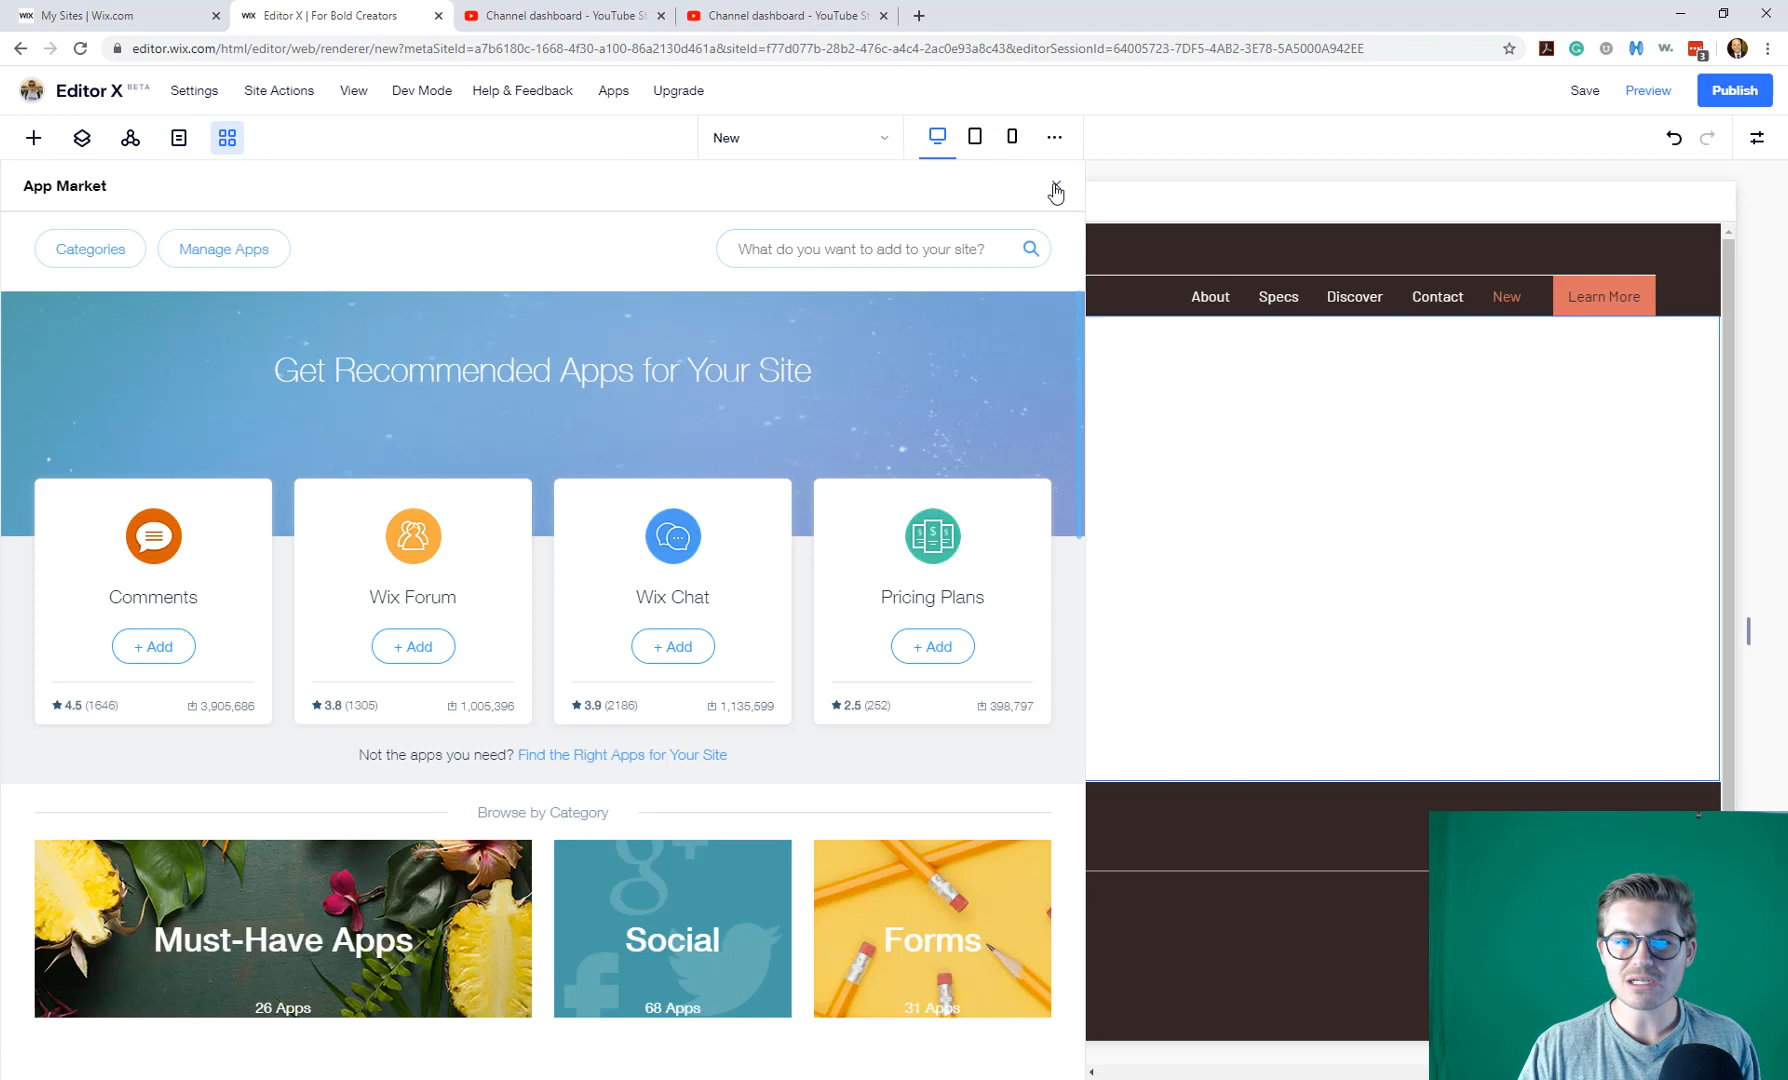 WIX My Sites | Wix.com
WIX Editor X | For Bold Creators
Channel dashboard - YouTube St
Channel dashboard - YouTube St
editor.wix.com/html/editor/web/renderer/new?metaSiteId=a7b6180c-1668-4f30-a100-86a2130d461a&siteId=f77d077b-28b2-476c-a4c4-2ac0e93a8c43&editorSessionId=64005723-7DF5-4AB2-3E78-5A5000A942EE
w.
3
Editor X BETA
Settings
Site Actions
View
Dev Mode
Help & Feedback
Apps
Upgrade
Save
Preview
Publish
New
App Market
Categories
Manage Apps
What do you want to add to your site?
About
Specs
Discover
Contact
New
Learn More
Get Recommended Apps for Your Site
Comments
Wix Forum
Wix Chat
Pricing Plans
+ Add
+ Add
+ Add
+ Add
4.5 (1646)
3,905,686
3.8 (1305)
1,005,396
3.9 (2186)
1,135,599
2.5 (252)
398,797
Not the apps you need? Find the Right Apps for Your Site
Browse by Category
Must-Have Apps
26 Apps
Social
68 Apps
Forms
31 Apps